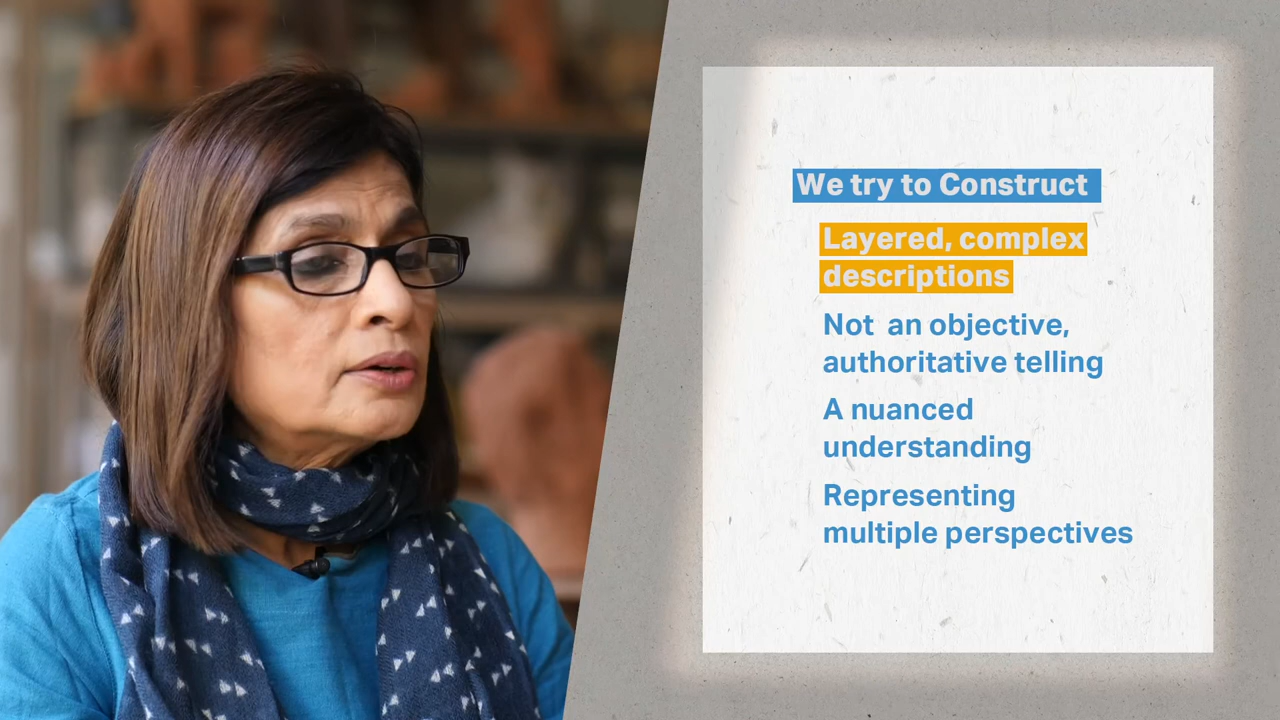 We try to Construct
Layered, complex
descriptions
Not an objective,
authoritative telling
A nuanced
understanding
Representing
multiple perspectives